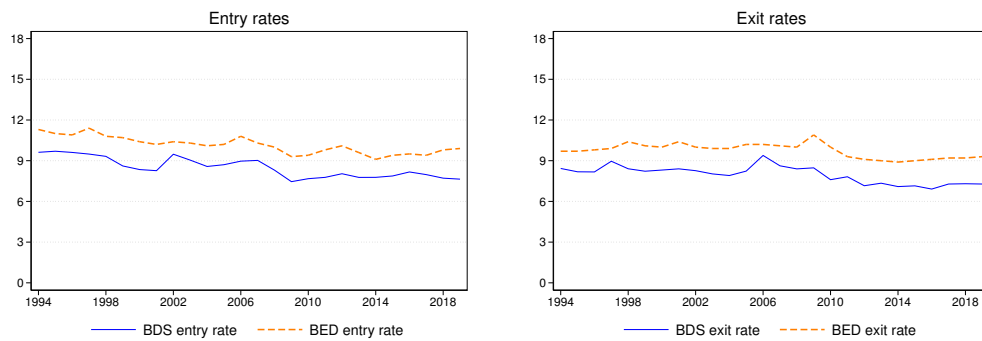 Entry rates
18
15
12
9
6
3
0
1994 1998 2002 2006 2010 2014 2018
BDS entry rate BED entry rate
Exit rates
18
15
12
9
6
3
0
1994 1998 2002 2006 2010 2014 2018
BDS exit rate BED exit rate